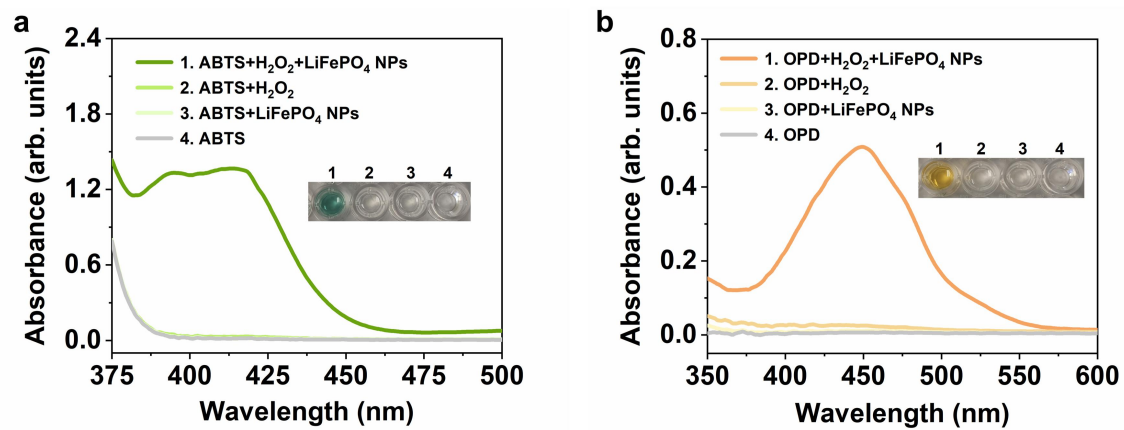 a
2.4
1.8
1.2
0.6
0.0
Absorbance (arb. units)
1. ABTS+H₂O₂+LiFePO₄ NPs
2. ABTS+H₂O₂
3. ABTS+LiFePO₄ NPs
4. ABTS
1 2 3 4
375 400 425 450 475 500
Wavelength (nm)
b
0.8
0.6
0.4
0.2
0.0
Absorbance (arb. units)
1. OPD+H₂O₂+LiFePO₄ NPs
2. OPD+H₂O₂
3. OPD+LiFePO₄ NPs
4. OPD
1 2 3 4
350 400 450 500 550 600
Wavelength (nm)